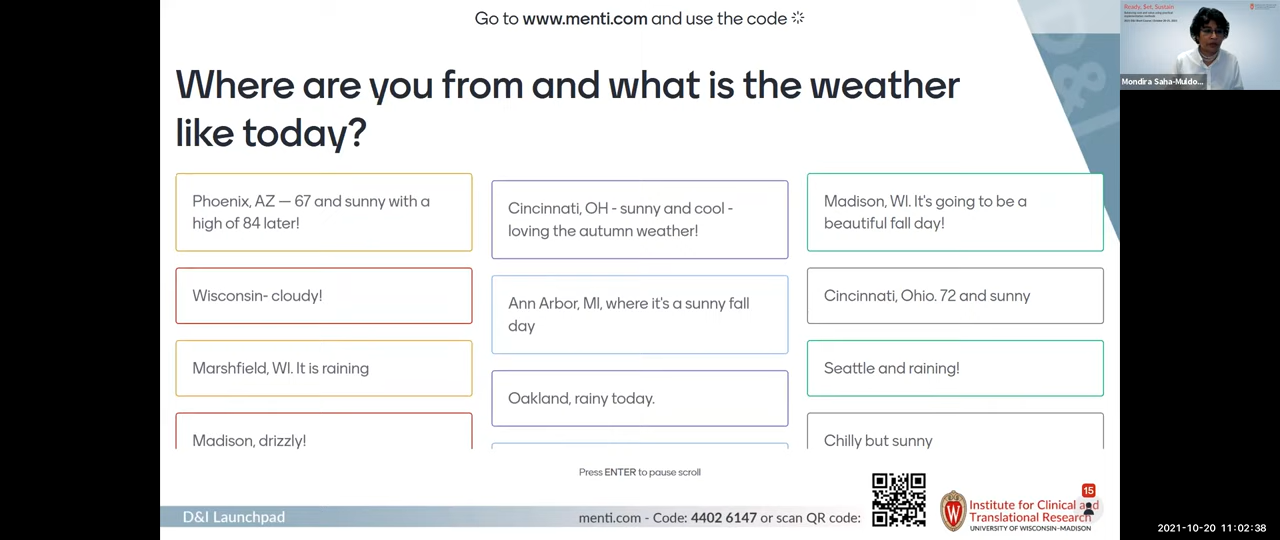 Go to www.menti.com and use the code
Where are you from and what is the weather
like today?
Phoenix, AZ — 67 and sunny with a
high of 84 later!
Wisconsin- cloudy!
Marshfield, WI. It is raining
Madison, drizzly!
Cincinnati, OH - sunny and cool -
loving the autumn weather!
Ann Arbor, MI, where it's a sunny fall
day
Oakland, rainy today.
Madison, WI. It's going to be a
beautiful fall day!
Cincinnati, Ohio. 72 and sunny
Seattle and raining!
Chilly but sunny
Press ENTER to pause scroll
D&I Launchpad
menti.com - Code: 4402 6147 or scan QR code:
15
Institute for Clinical and
Translational Research
UNIVERSITY OF WISCONSIN-MADISON
Ready, Set, Sustain
Mondira Saha-Muldo...
2021-10-20 11:02:38